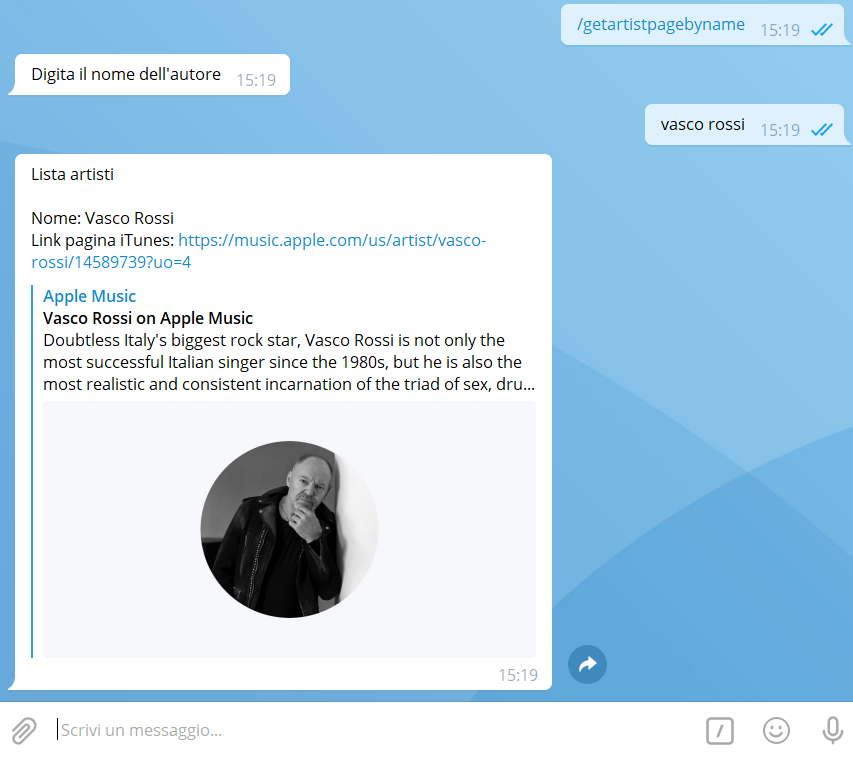 /getartistpagebyname 15:19
Digita il nome dell'autore 15:19
vasco rossi 15:19
Lista artisti
Nome: Vasco Rossi
Link pagina iTunes: https://music.apple.com/us/artist/vasco-
rossi/14589739?uo=4
Apple Music
Vasco Rossi on Apple Music
Doubtless Italy's biggest rock star, Vasco Rossi is not only the
most successful Italian singer since the 1980s, but he is also the
most realistic and consistent incarnation of the triad of sex, dru...
15:19
Scrivi un messaggio...